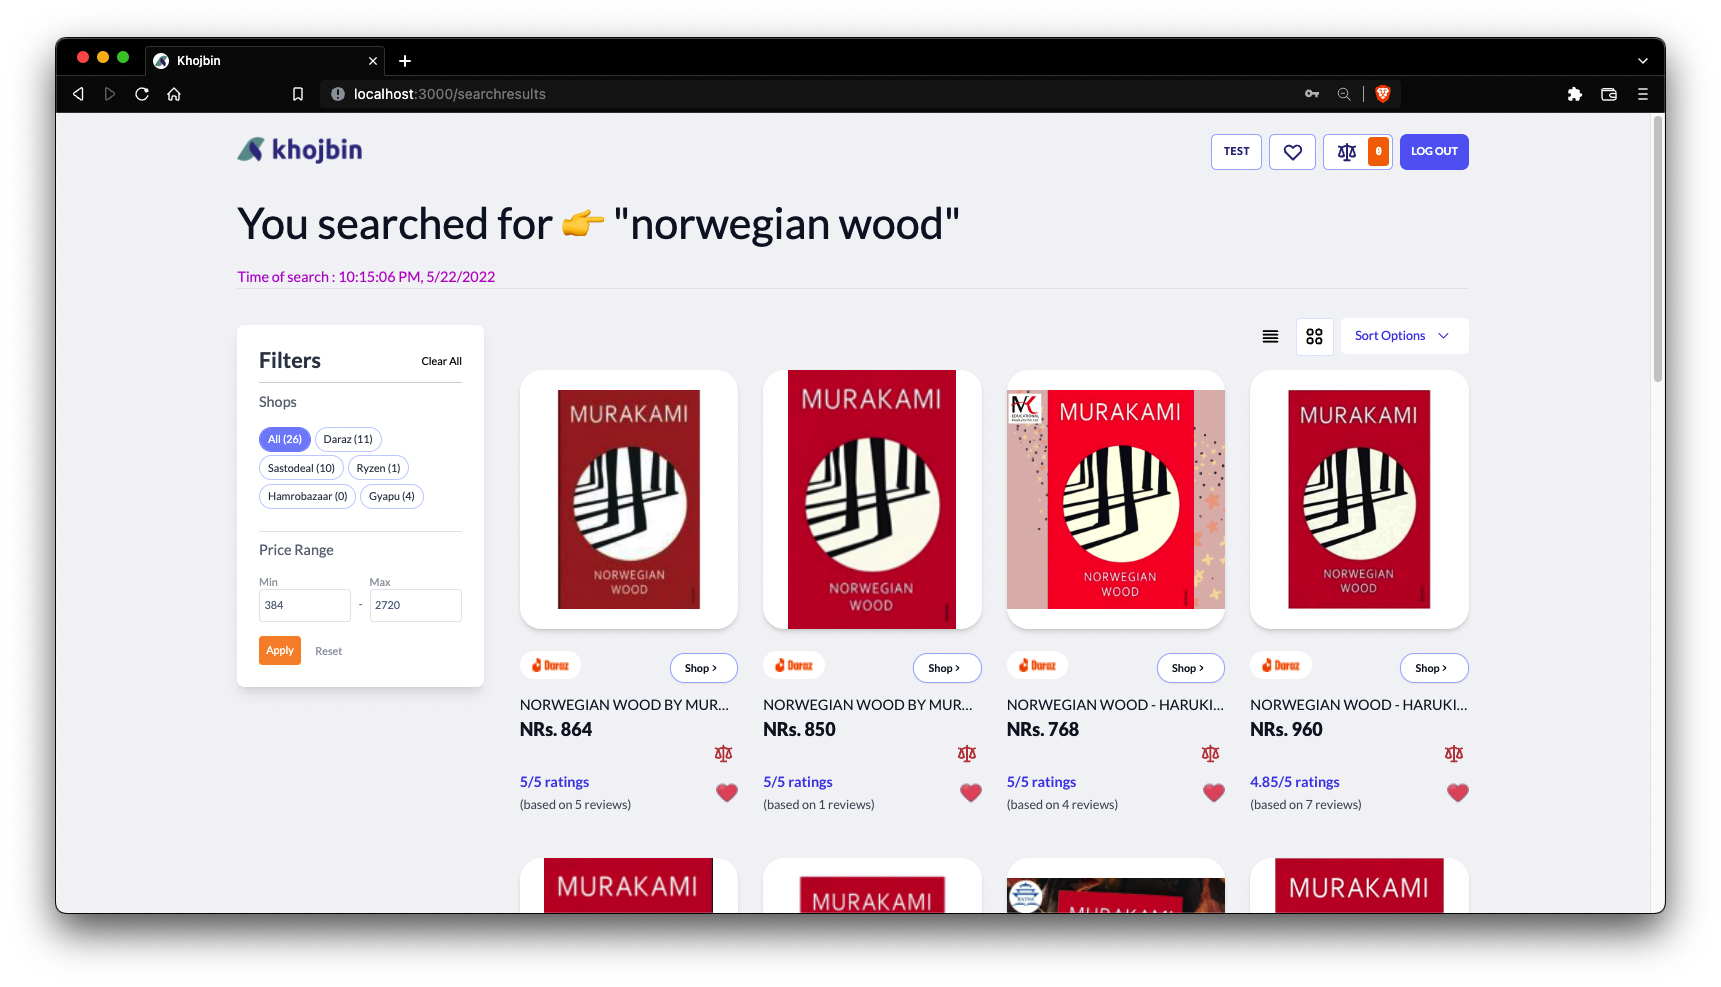 Khojbin
localhost:3000/searchresults
khojbin
TEST
0
LOG OUT
You searched for 👉 "norwegian wood"
Time of search : 10:15:06 PM, 5/22/2022
Filters
Clear All
Shops
All (26)
Daraz (11)
Sastodeal (10)
Ryzen (1)
Hamrobazaar (0)
Gyapu (4)
Price Range
Min
Max
384
-
2720
Apply
Reset
Sort Options
MURAKAMI
NORWEGIAN
WOOD
MURAKAMI
NORWEGIAN
WOOD
MK
EDUCATIONAL
MURAKAMI
NORWEGIAN
WOOD
MURAKAMI
NORWEGIAN
WOOD
Daraz
Shop >
Daraz
Shop >
Daraz
Shop >
Daraz
Shop >
NORWEGIAN WOOD BY MUR...
NRs. 864
5/5 ratings
(based on 5 reviews)
NORWEGIAN WOOD BY MUR...
NRs. 850
5/5 ratings
(based on 1 reviews)
NORWEGIAN WOOD - HARUKI...
NRs. 768
5/5 ratings
(based on 4 reviews)
NORWEGIAN WOOD - HARUKI...
NRs. 960
4.85/5 ratings
(based on 7 reviews)
MURAKAMI
MURAKAMI
MURAKAMI
MURAKAMI